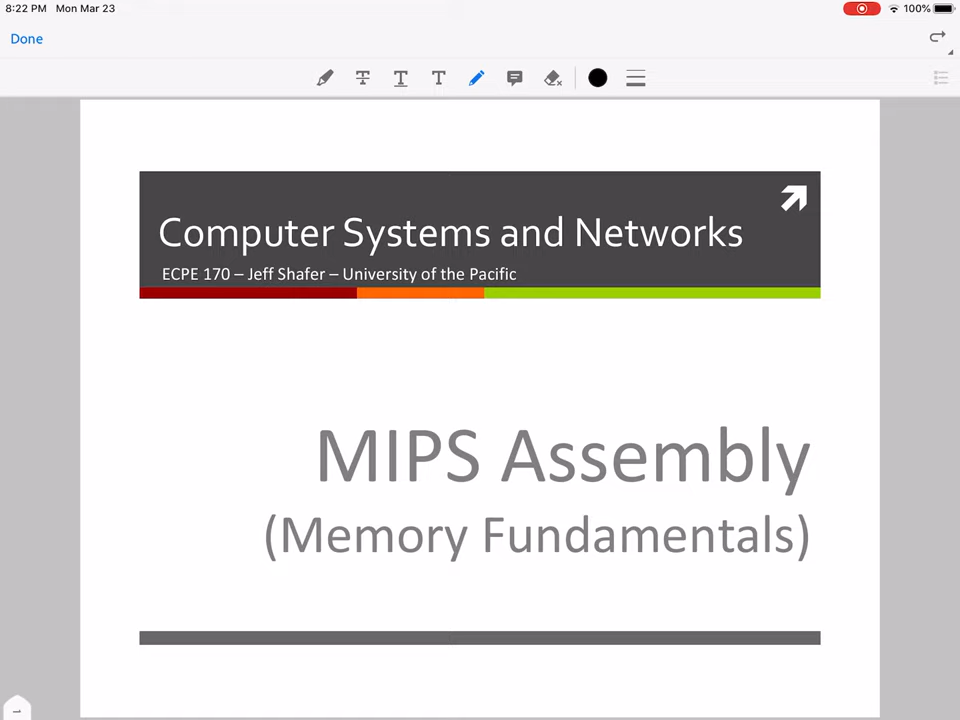 8:22 PM Mon Mar 23
100%
Done
T T T
Computer Systems and Networks
ECPE 170 – Jeff Shafer – University of the Pacific
MIPS Assembly
(Memory Fundamentals)
1